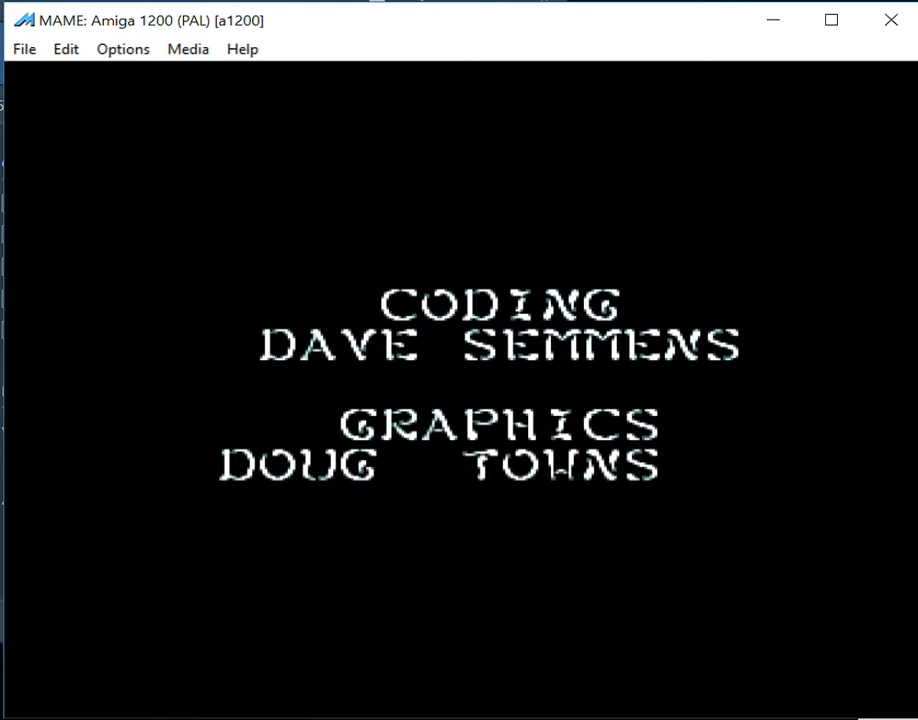 MAME: Amiga 1200 (PAL) [a1200]
File Edit Options Media Help
CODING
DAVE SEMMENS
GRAPHICS
DOUG TOWNS